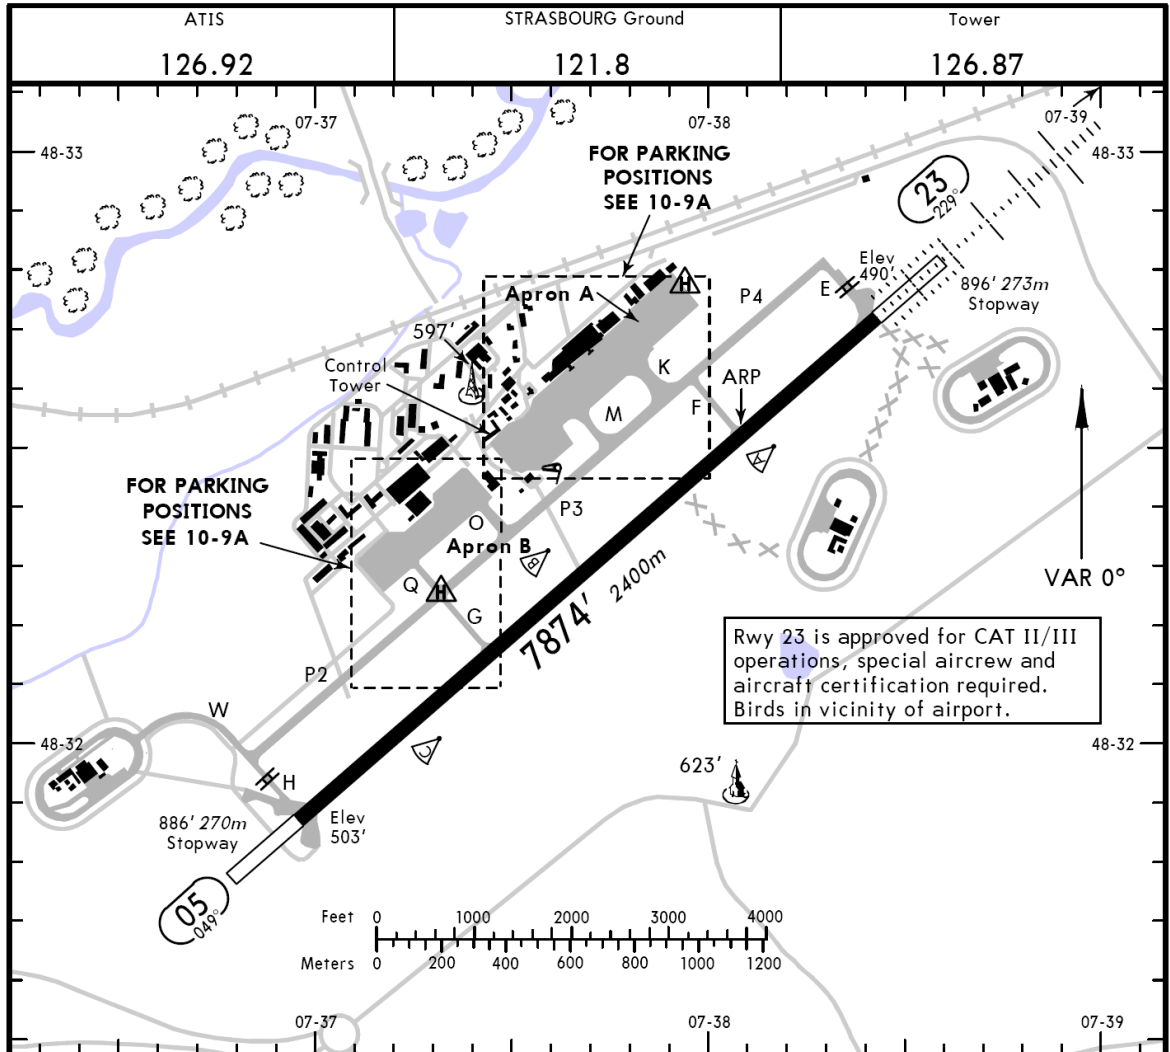 ATIS
126.92
STRASBOURG Ground
121.8
Tower
126.87
07-37
07-38
07-39
48-33
48-33
FOR PARKING
POSITIONS
SEE 10-9A
23
229°
Elev
490'
896' 273m
Stopway
Apron A
H
P4
E
597'
Control
Tower
K
ARP
M
F
A
FOR PARKING
POSITIONS
SEE 10-9A
O
P3
Apron B
B
Q
H
G
7874' 2400m
VAR 0°
Rwy 23 is approved for CAT II/III
operations, special aircrew and
aircraft certification required.
Birds in vicinity of airport.
P2
W
48-32
48-32
C
623'
H
886' 270m
Stopway
Elev
503'
05
049°
Feet 0 1000 2000 3000 4000
Meters 0 200 400 600 800 1000 1200
07-37
07-38
07-39